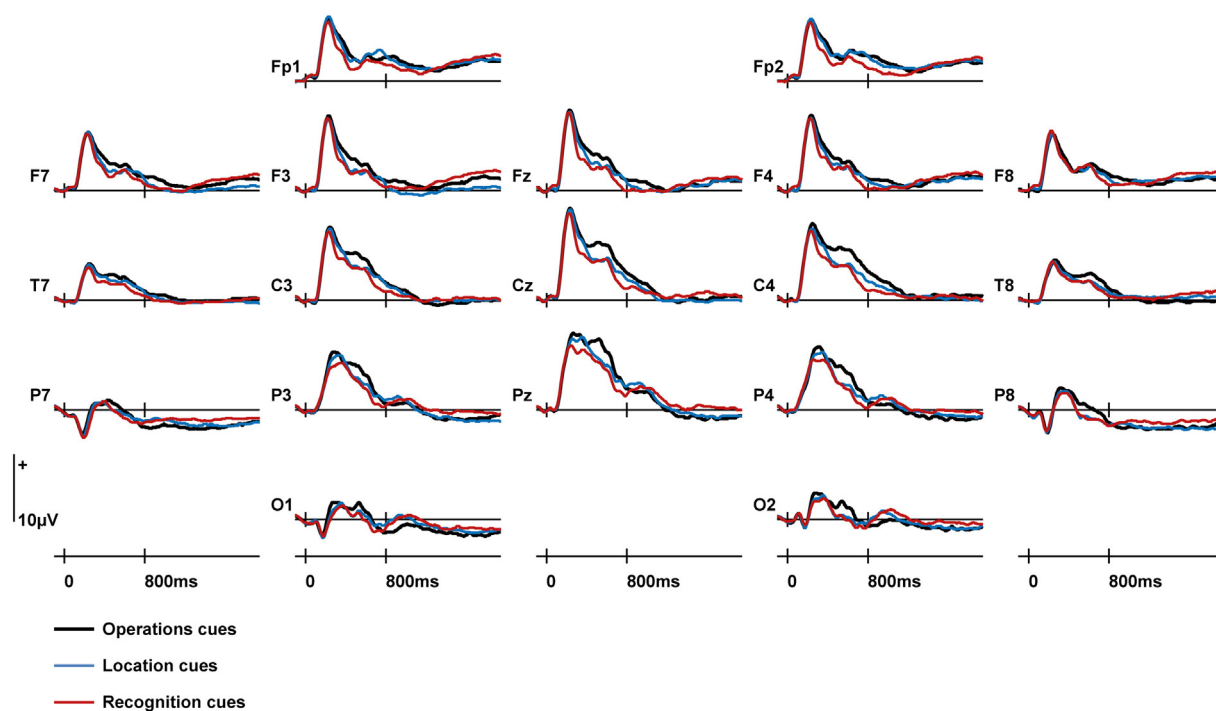 Fp1 Fp2
F7 F3 Fz F4 F8
T7 C3 Cz C4 T8
P7 P3 Pz P4 P8
+
10µV
O1 O2
0 800ms 0 800ms 0 800ms 0 800ms 0 800ms
Operations cues
Location cues
Recognition cues